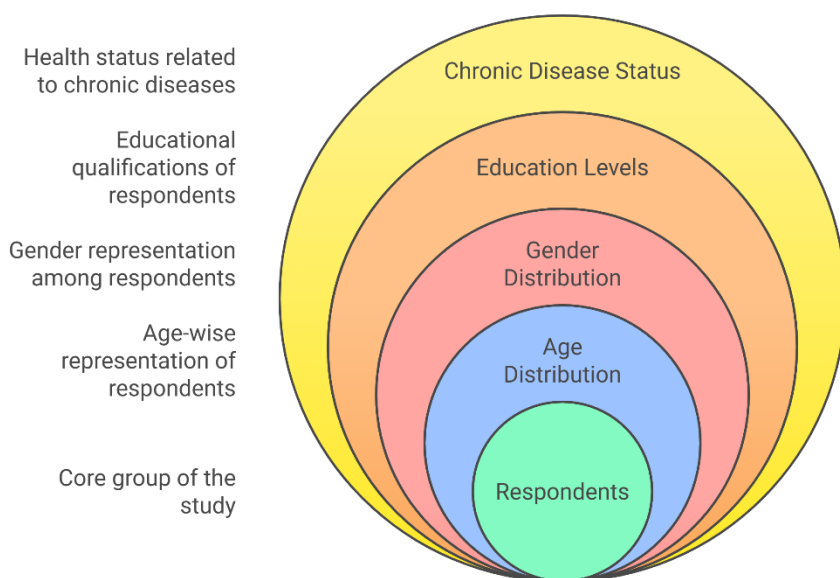 Health status related
to chronic diseases
Chronic Disease Status
Educational
qualifications of
respondents
Education Levels
Gender representation
among respondents
Gender
Distribution
Age-wise
representation of
respondents
Age
Distribution
Core group of the
study
Respondents